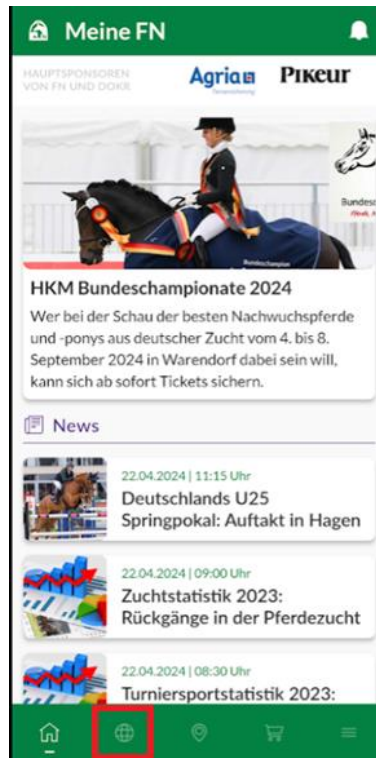 Meine FN
HAUPTSPONSOREN
VON FN UND DOKR
Agria
Tierversicherung
PIKEUR
Bundes
Bundeschampion
HKM Bundeschampionate 2024
Wer bei der Schau der besten Nachwuchspferde
und -ponys aus deutscher Zucht vom 4. bis 8.
September 2024 in Warendorf dabei sein will,
kann sich ab sofort Tickets sichern.
News
22.04.2024 | 11:15 Uhr
Deutschlands U25
Springpokal: Auftakt in Hagen
22.04.2024 | 09:00 Uhr
Zuchtstatistik 2023:
Rückgänge in der Pferdezucht
22.04.2024 | 08:30 Uhr
Turniersportstatistik 2023: